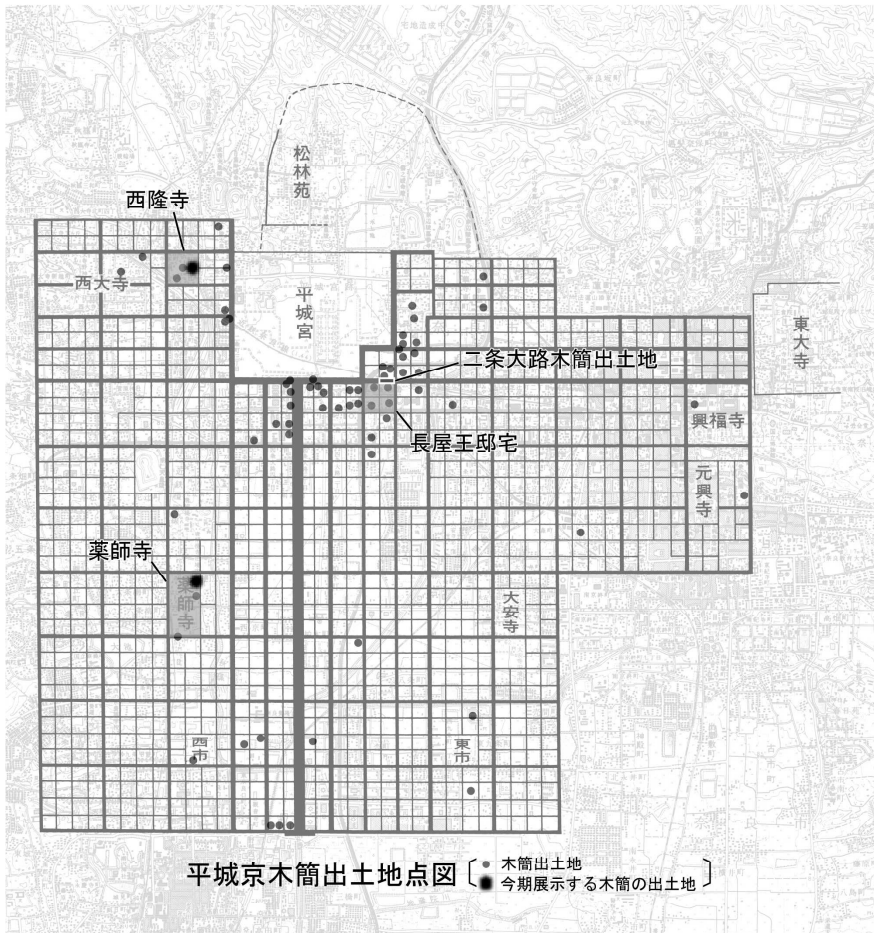 松林苑
西隆寺
西大寺
平城宮
東大寺
二条大路木簡出土地
興福寺
長屋王邸宅
元興寺
薬師寺
薬師寺
大安寺
西市
東市
平城京木簡出土地点図
木簡出土地
今期展示する木簡の出土地